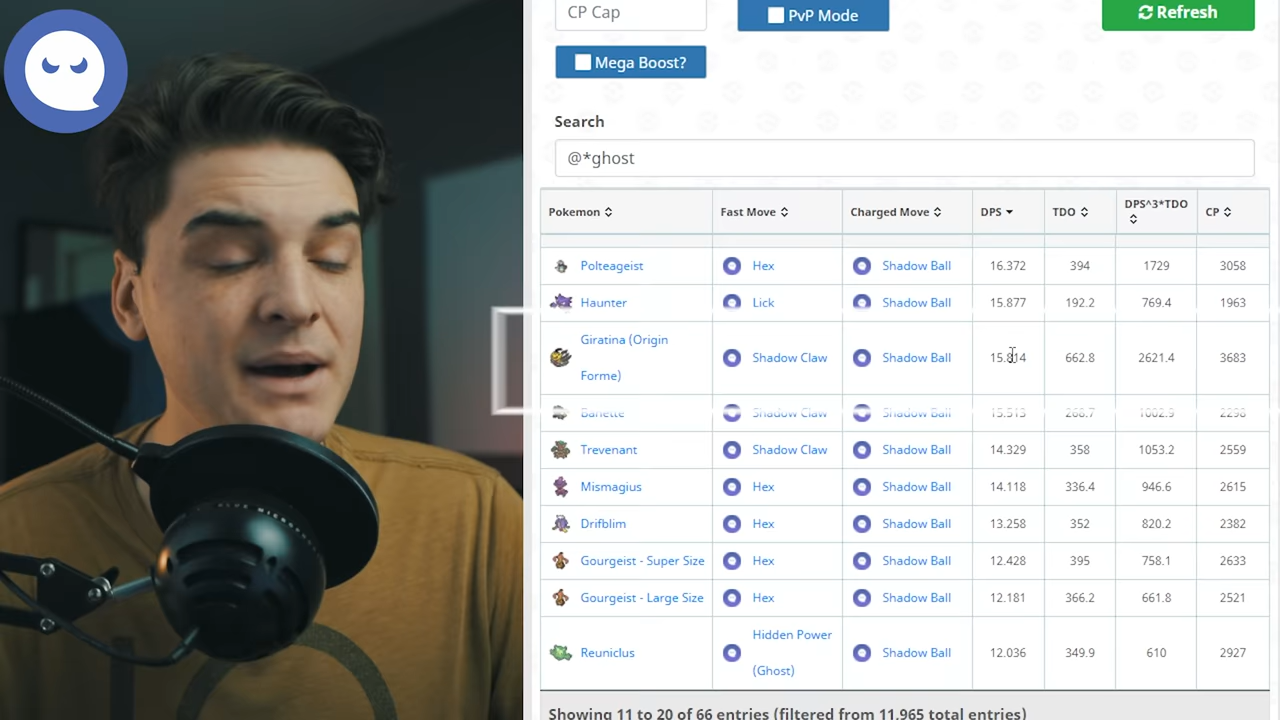 CP Cap
PvP Mode
Refresh
Mega Boost?
Search
@*ghost
Pokemon Fast Move Charged Move DPS TDO DPS^3*TDO CP
Polteageist Hex Shadow Ball 16.372 394 1729 3058
Haunter Lick Shadow Ball 15.877 192.2 769.4 1963
Giratina (Origin
Forme) Shadow Claw Shadow Ball 662.8 2621.4 3683
Banette Shadow Claw Shadow Ball
Trevenant Shadow Claw Shadow Ball 14.329 358 1053.2 2559
Mismagius Hex Shadow Ball 14.118 336.4 946.6 2615
Drifblim Hex Shadow Ball 13.258 352 820.2 2382
Gourgeist - Super Size Hex Shadow Ball 12.428 395 758.1 2633
Gourgeist - Large Size Hex Shadow Ball 12.181 366.2 661.8 2521
Reuniclus Hidden Power
(Ghost) Shadow Ball 12.036 349.9 610 2927
Showing 11 to 20 of 66 entries (filtered from 11,965 total entries)